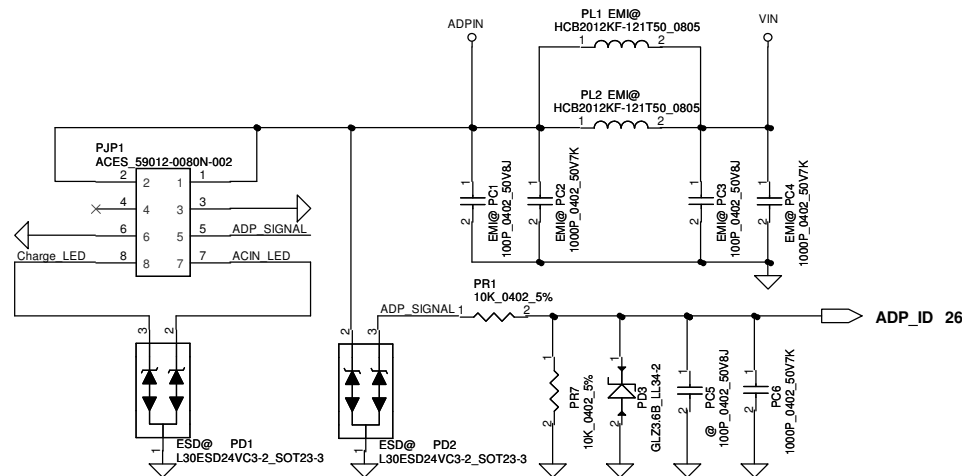 ADPIN
PL1 EMI@
HCB2012KF-121T50_0805
1 2
VIN
PL2 EMI@
HCB2012KF-121T50_0805
1 2
PJP1
ACES_59012-0080N-002
2 2 1 1
4 4 3 3
6 6 5 5 ADP_SIGNAL
Charge_LED 8 8 7 7 ACIN_LED
1 2
EMI@ PC1
100P_0402_50V8J
1 2
EMI@ PC2
1000P_0402_50V7K
1 2
EMI@ PC3
100P_0402_50V8J
1 2
EMI@ PC4
1000P_0402_50V7K
PR1
10K_0402_5%
ADP_SIGNAL 1 2
ADP_ID 26
3 2
1
ESD@ PD1
L30ESD24VC3-2_SOT23-3
2 3
1
ESD@ PD2
L30ESD24VC3-2_SOT23-3
1 2
PR7
10K_0402_5%
1 2
PD3
GLZ3.6B_LL34-2
1 2
PC5
@
100P_0402_50V8J
1 2
PC6
1000P_0402_50V7K